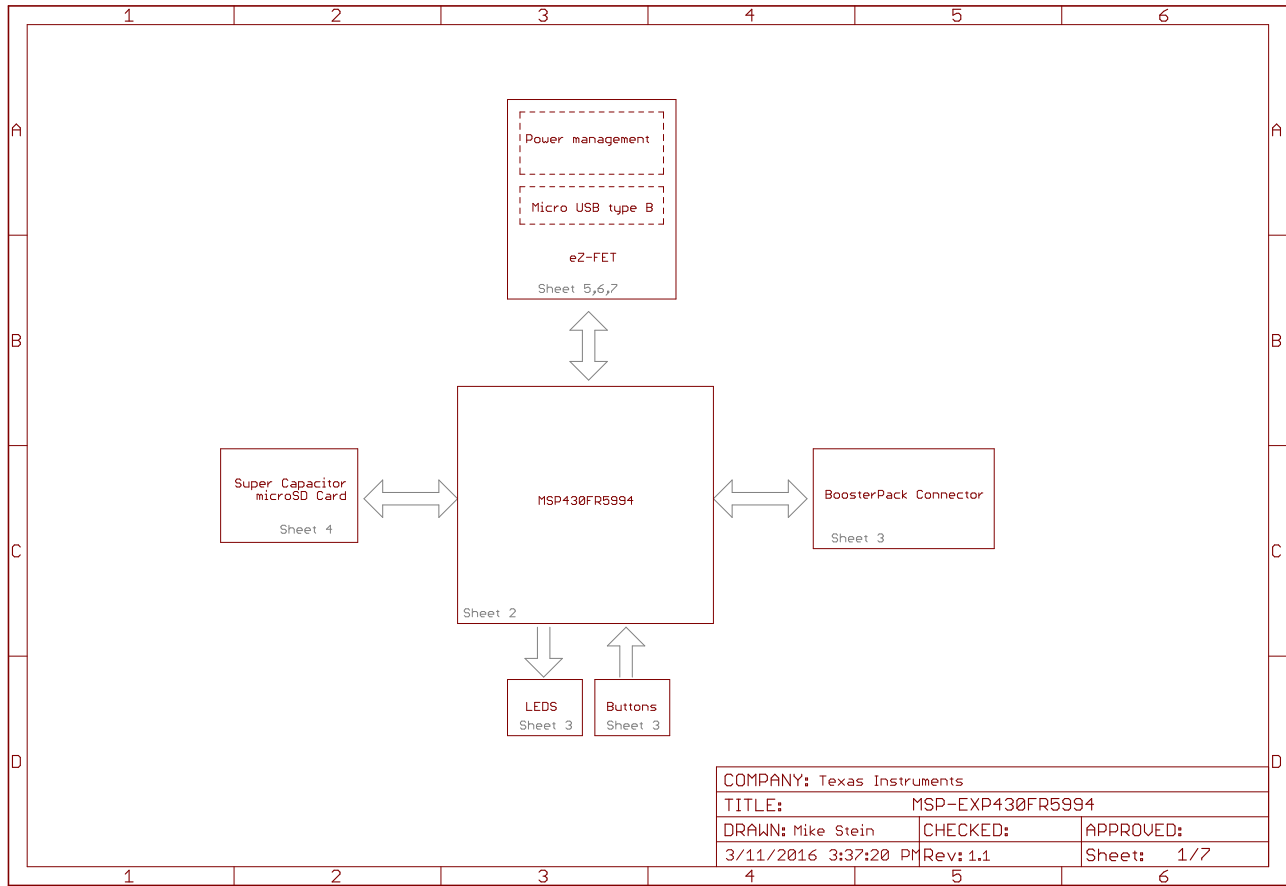 1 2 3 4 5 6
A A
Power management
Micro USB type B
eZ-FET
Sheet 5,6,7
B B
Super Capacitor
microSD Card
Sheet 4
MSP430FR5994
Sheet 2
BoosterPack Connector
Sheet 3
C C
LEDS
Sheet 3
Buttons
Sheet 3
D D
COMPANY: Texas Instruments
TITLE: MSP-EXP430FR5994
DRAWN: Mike Stein CHECKED: APPROVED:
3/11/2016 3:37:20 PM Rev: 1.1 Sheet: 1/7
1 2 3 4 5 6